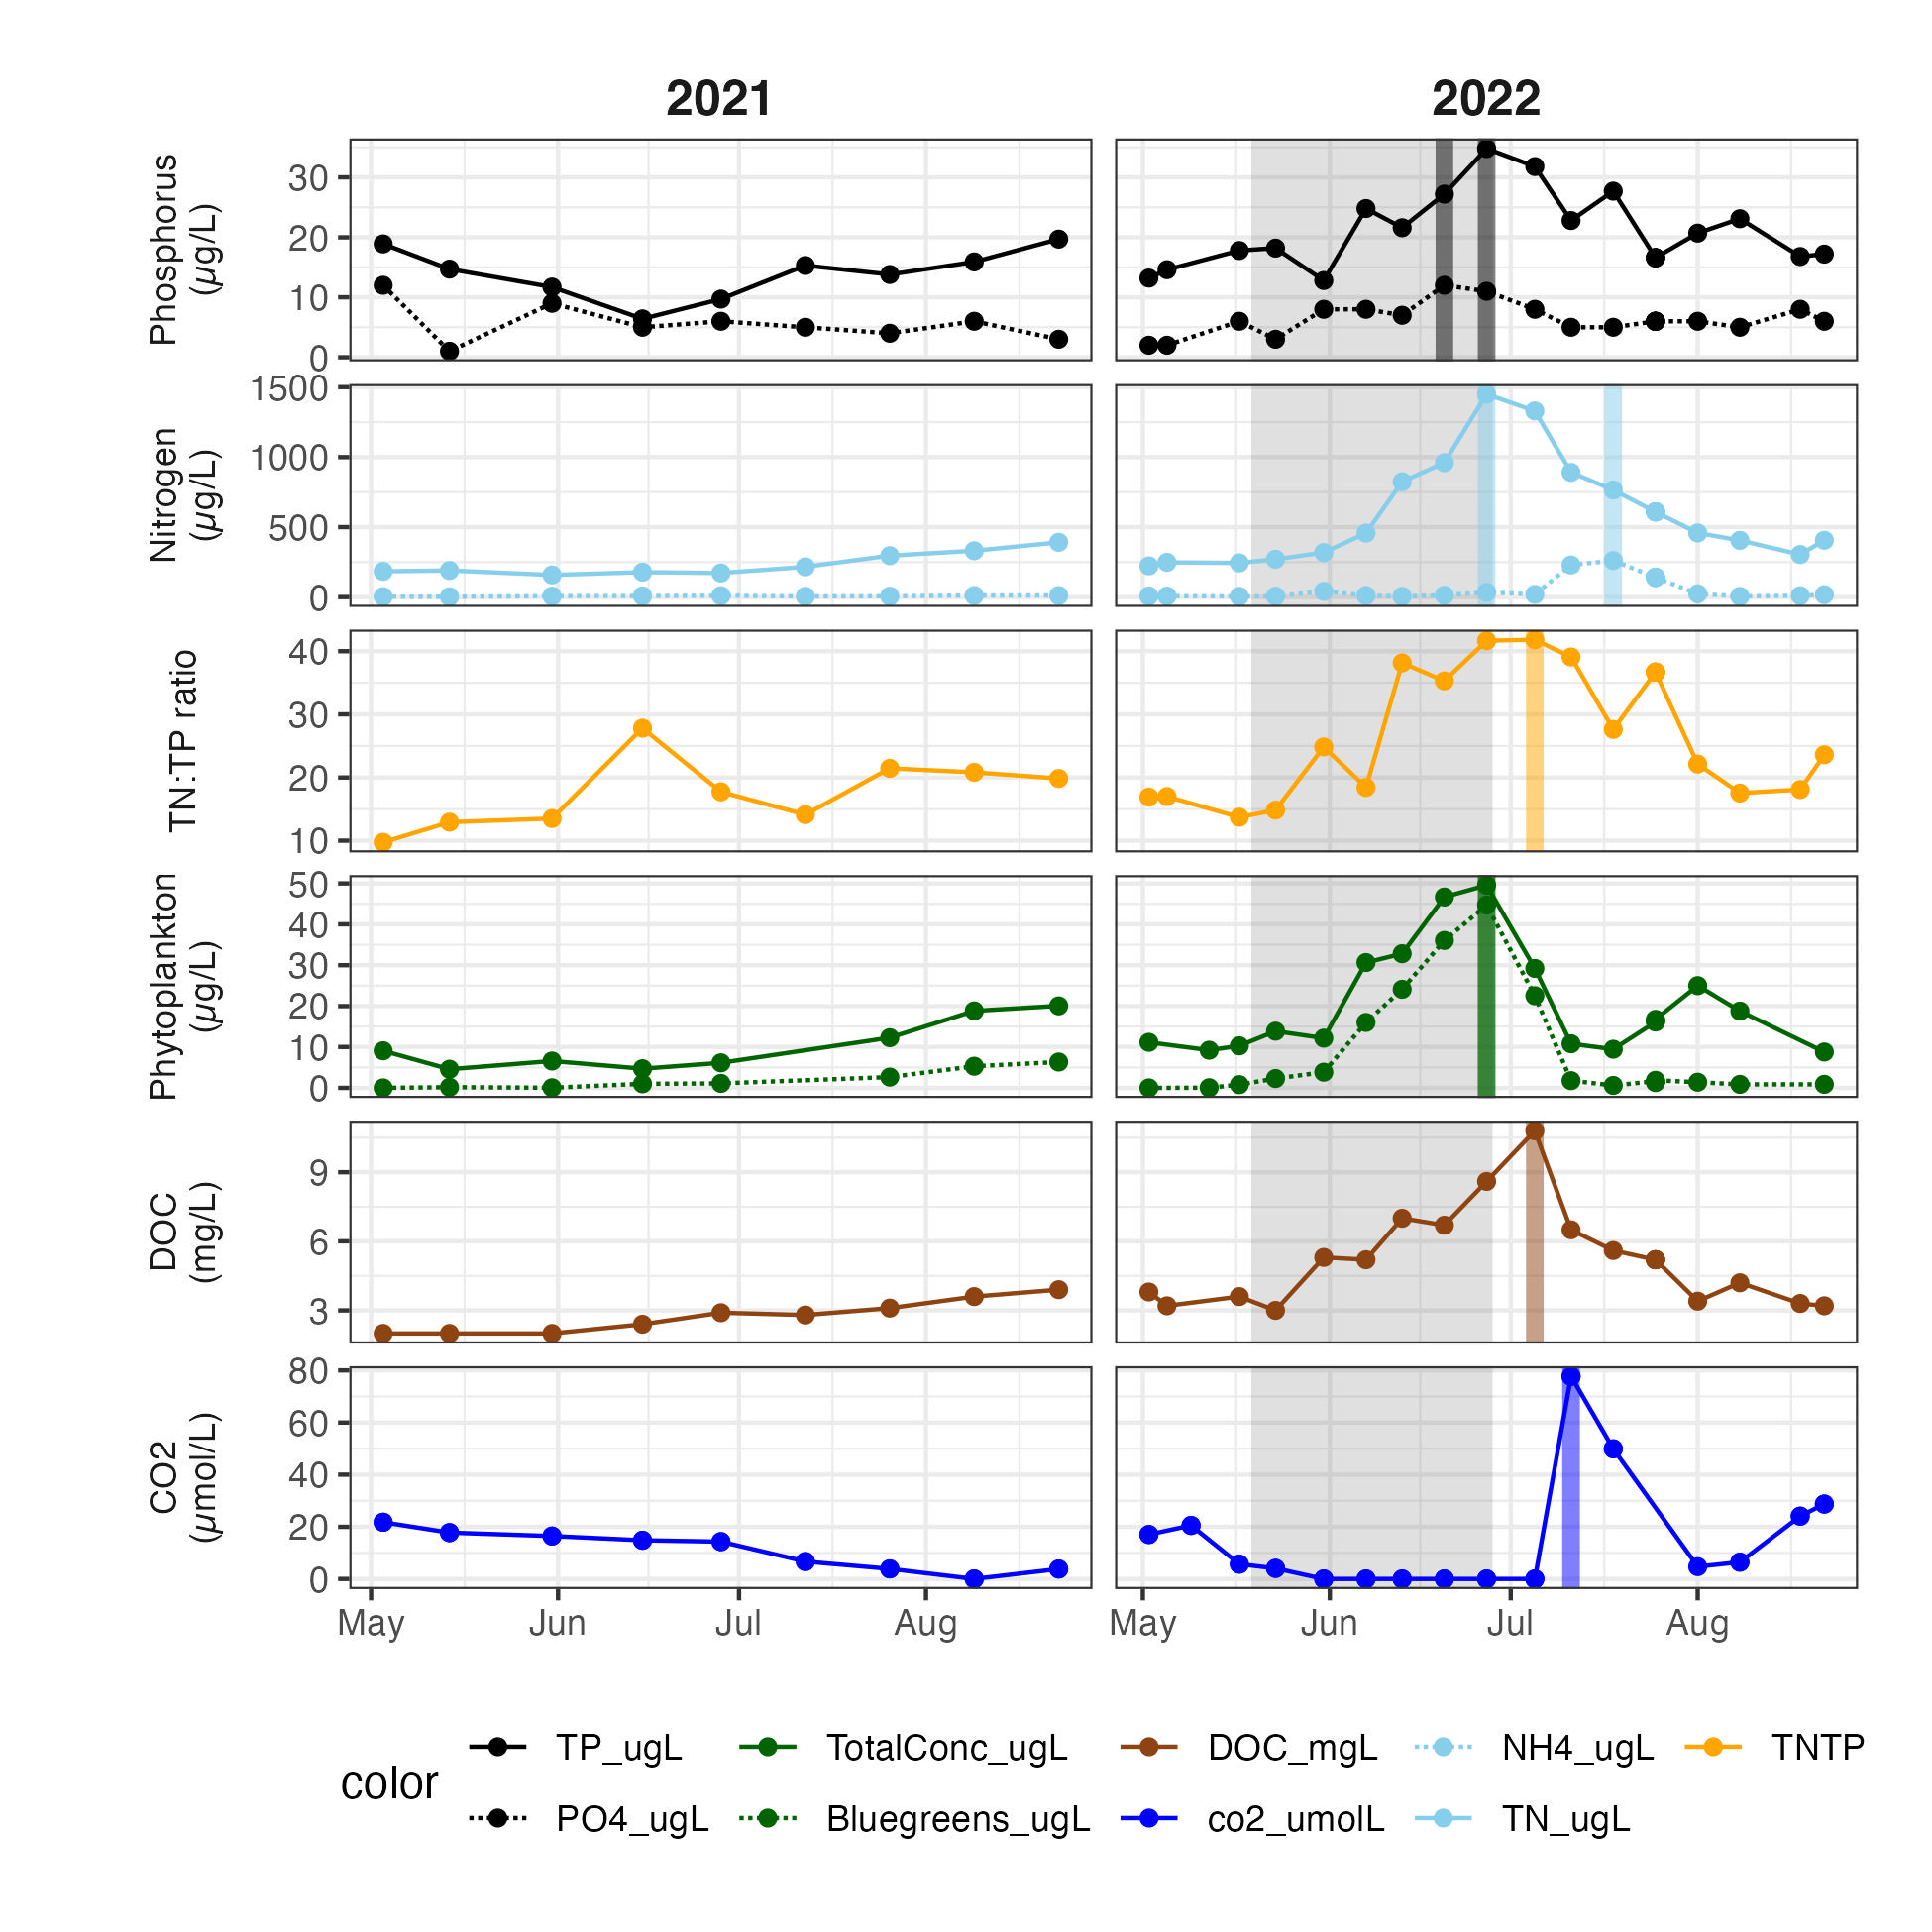 2021 2022
Phosphorus
(µg/L)
30
20
10
0
Nitrogen
(µg/L)
1500
1000
500
0
TN:TP ratio
40
30
20
10
Phytoplankton
(µg/L)
50
40
30
20
10
0
DOC
(mg/L)
9
6
3
CO2
(µmol/L)
80
60
40
20
0
May Jun Jul Aug May Jun Jul Aug
color
TP_ugL TotalConc_ugL DOC_mgL NH4_ugL TNTP
PO4_ugL Bluegreens_ugL co2_umolL TN_ugL